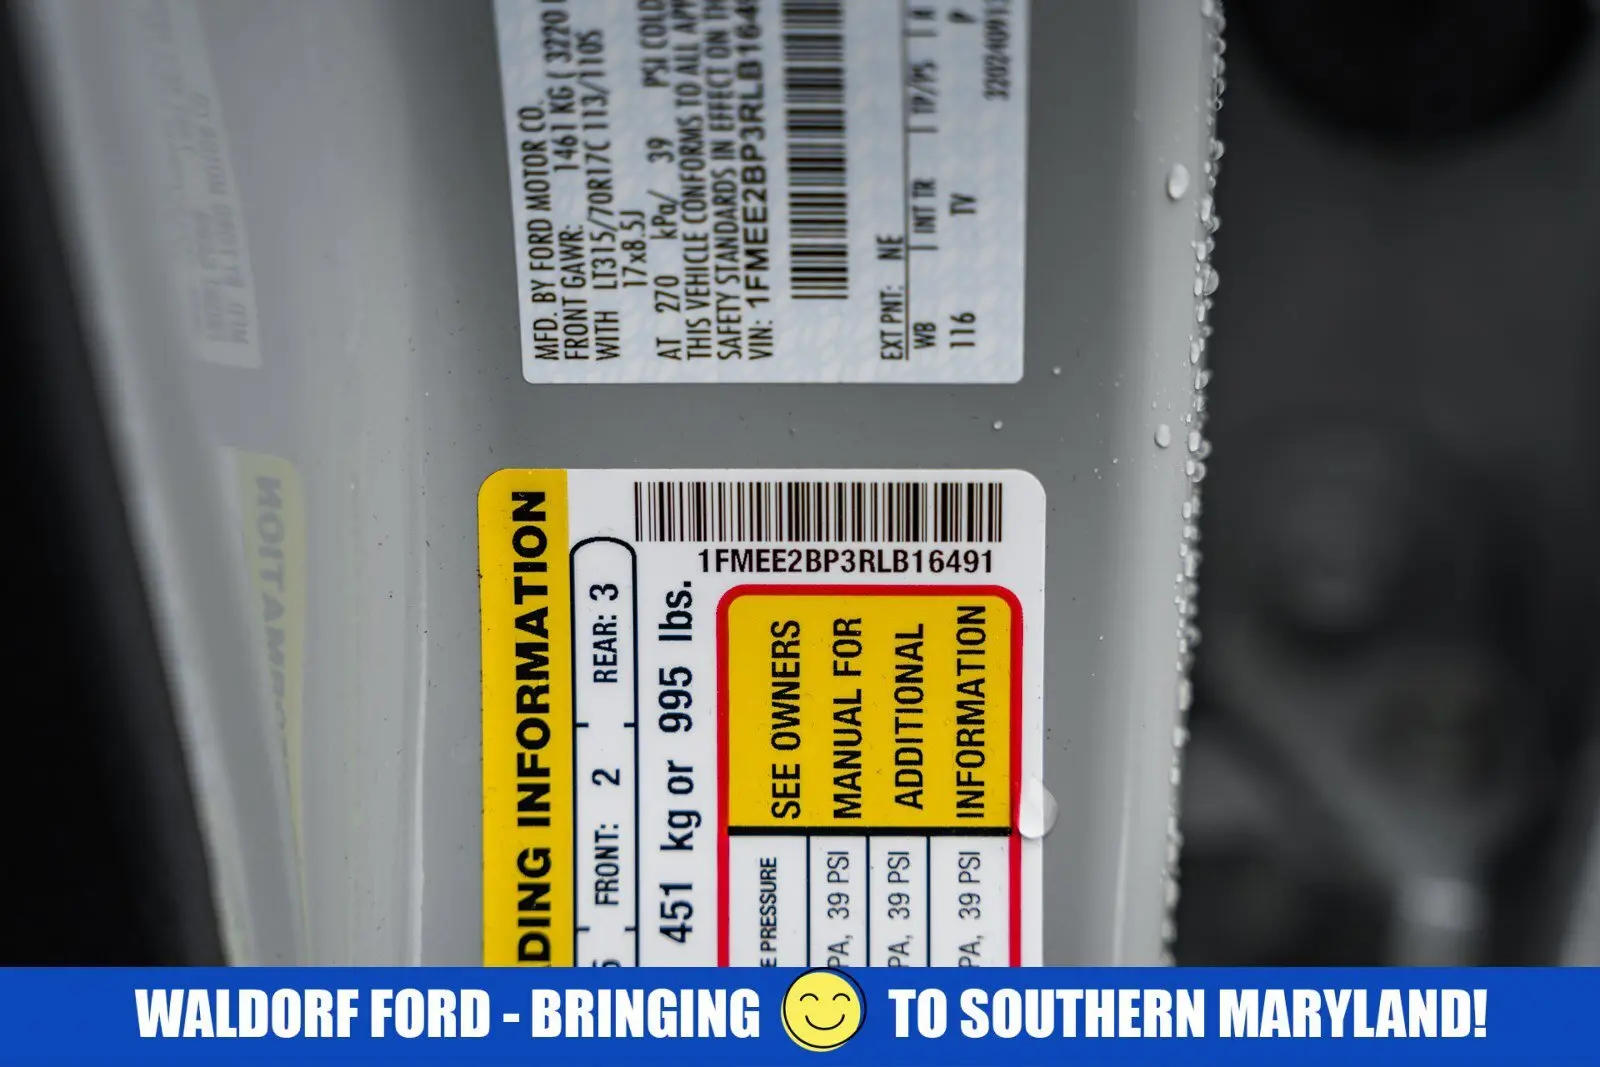 MFD. BY FORD MOTOR CO.
FRONT GAWR: 1461 KG ( 3220
WITH LT315/70R17C 113/110S
17x8.5J
AT 270 kPa/ 39 PSI COLD
THIS VEHICLE CONFORMS TO ALL APP
SAFETY STANDARDS IN EFFECT ON TH
VIN: 1FMEE2BP3RLB1649
EXT PNT: NE
WB | INT TR | TP/PS | R
116 TV P
32024091
ADING INFORMATION
FRONT: 2 REAR: 3
451 kg or 995 lbs.
1FMEE2BP3RLB16491
SEE OWNERS
MANUAL FOR
ADDITIONAL
INFORMATION
E PRESSURE
PA, 39 PSI
PA, 39 PSI
PA, 39 PSI
WALDORF FORD - BRINGING TO SOUTHERN MARYLAND!